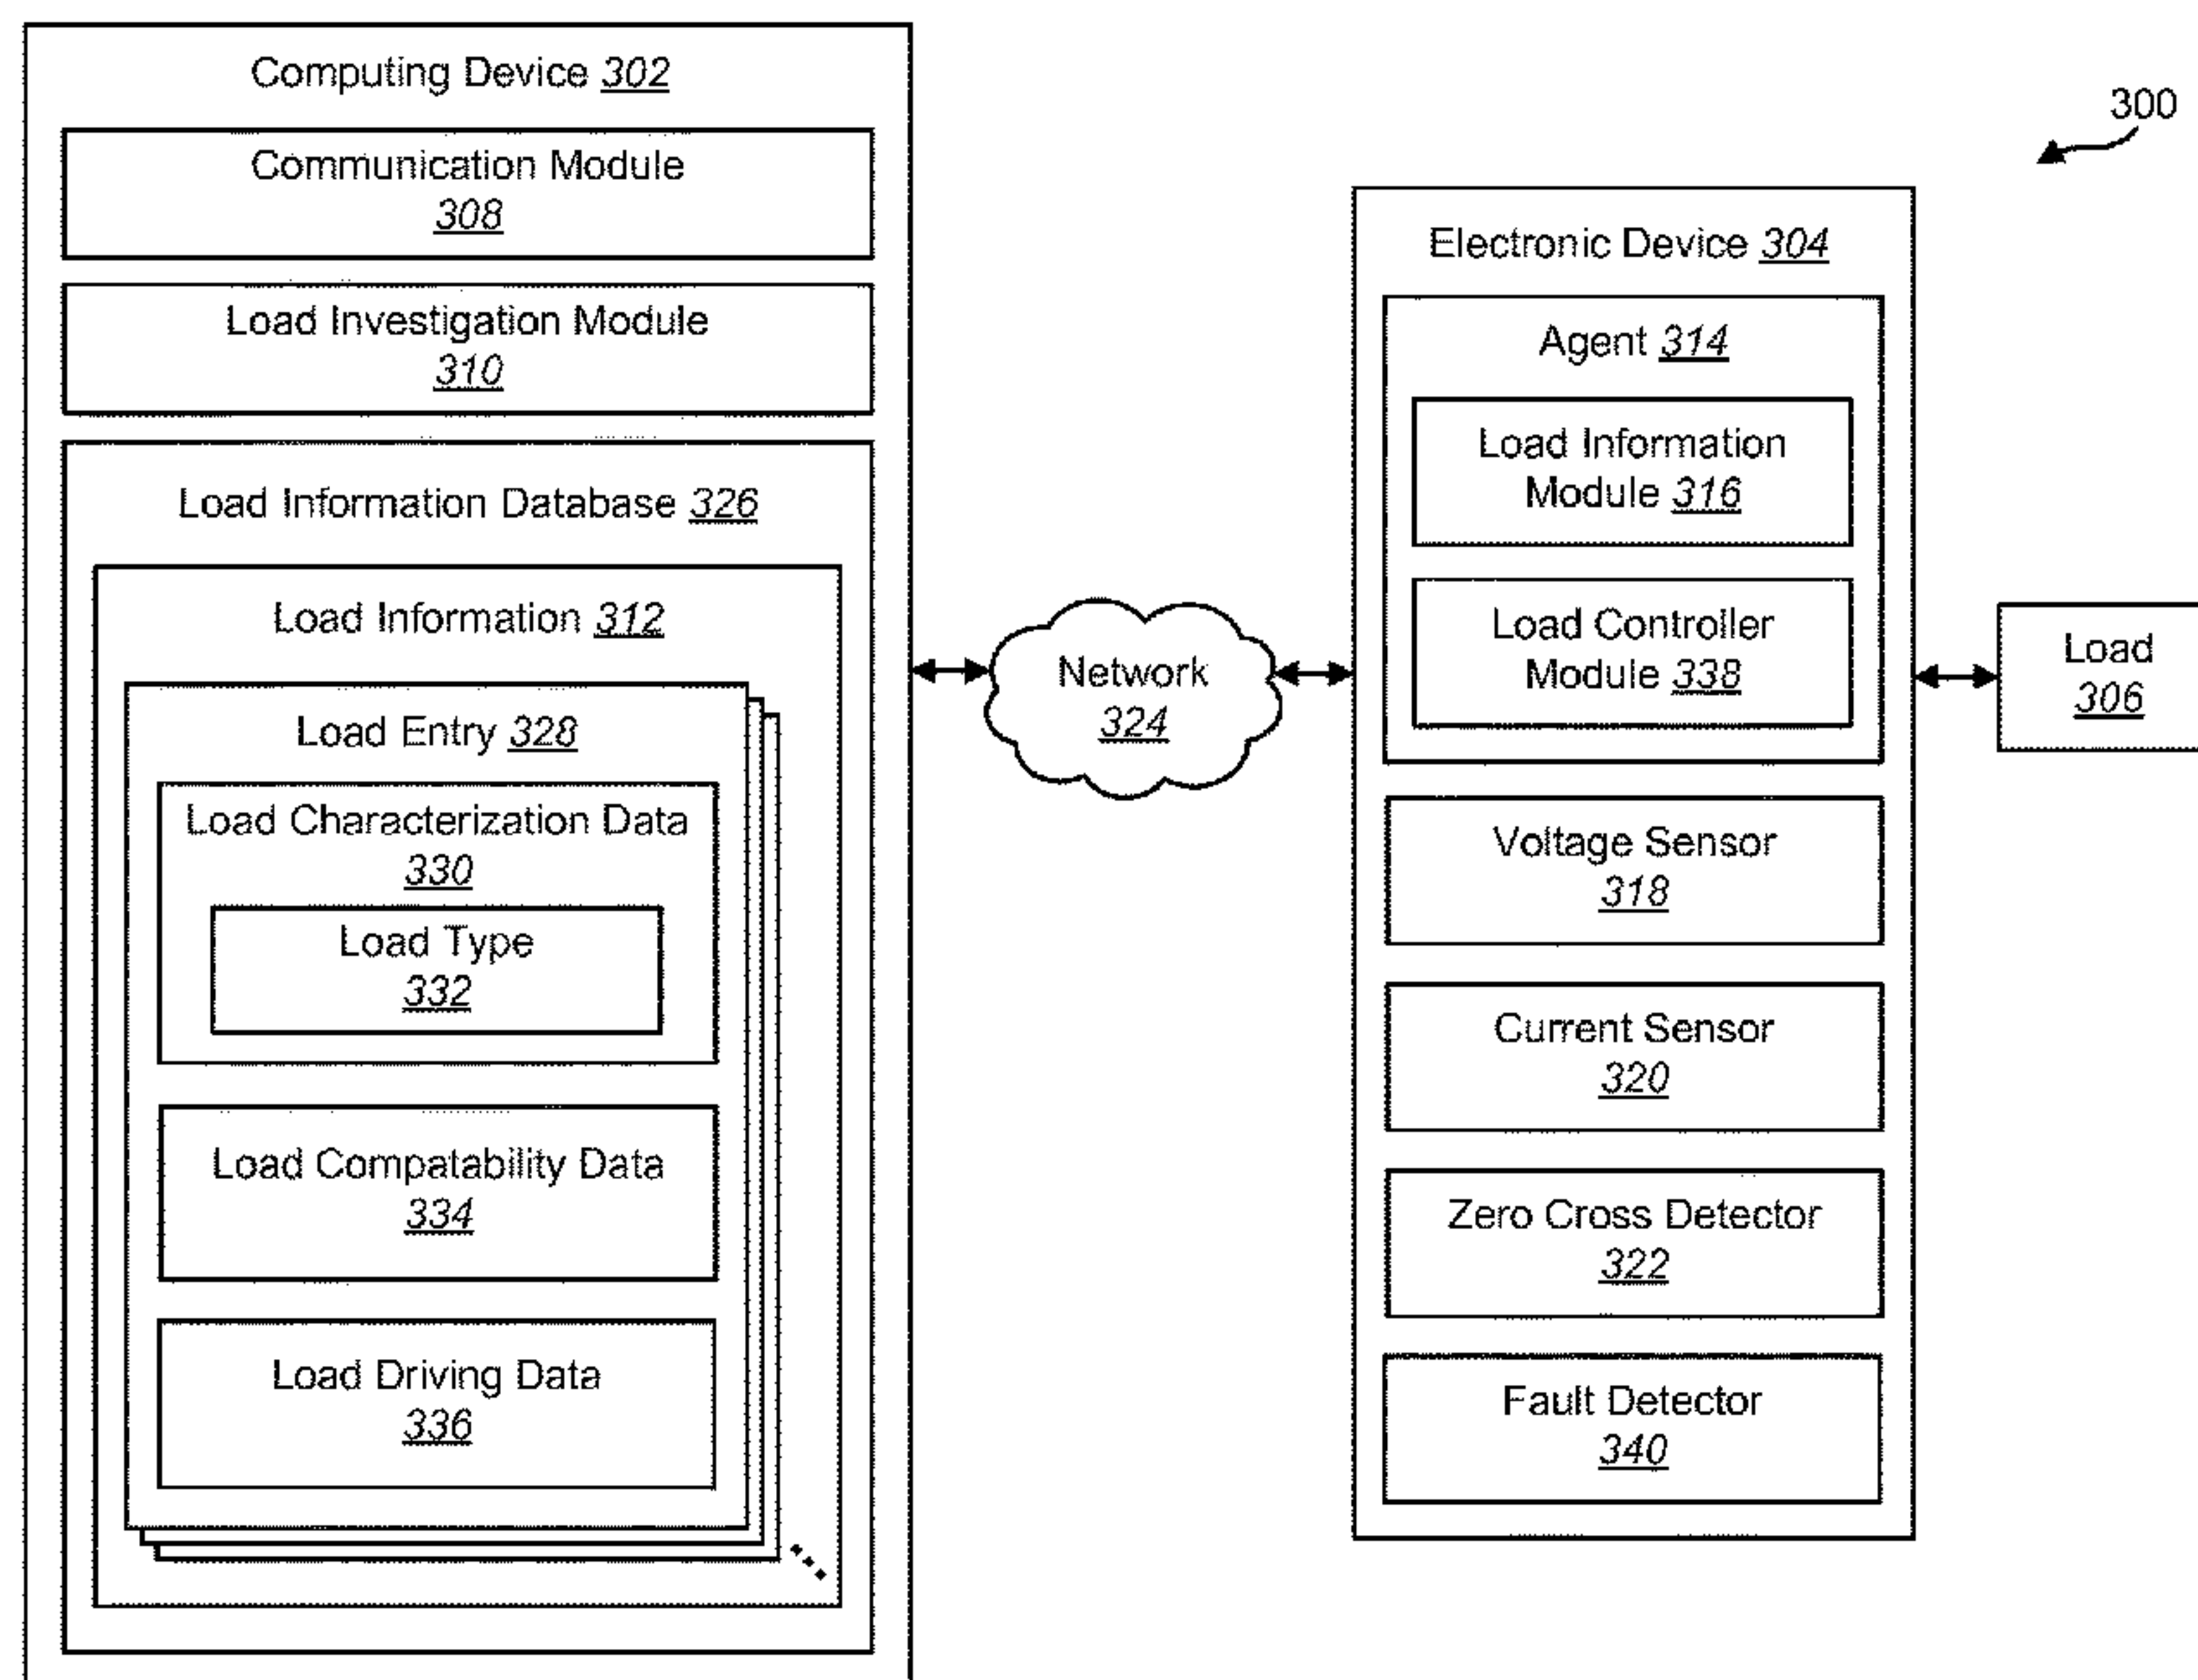 Computing Device 302
Communication Module
308
Load Investigation Module
310
Load Information Database 326
Load Information 312
Load Entry 328
Load Characterization Data
330
Load Type
332
Load Compatability Data
334
Load Driving Data
336
Network
324
300
Electronic Device 304
Agent 314
Load Information
Module 316
Load Controller
Module 338
Voltage Sensor
318
Current Sensor
320
Zero Cross Detector
322
Fault Detector
340
Load
306